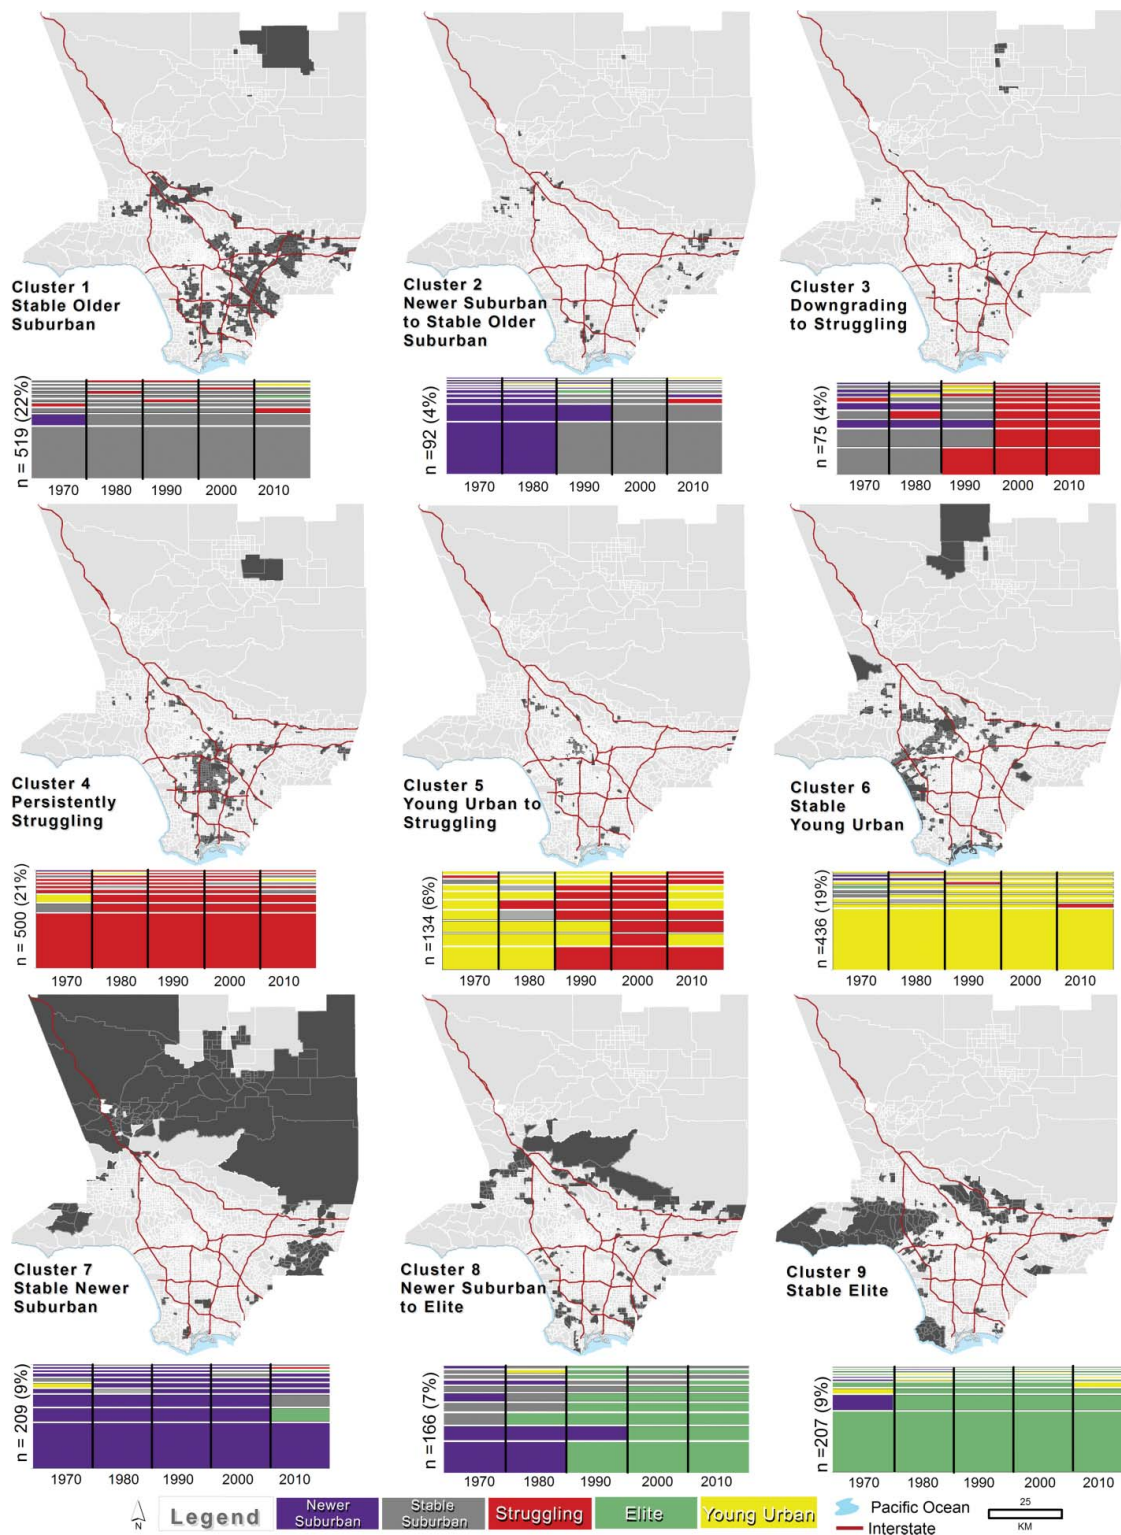 Cluster 1
Stable Older
Suburban
n = 519 (22%)
1970 1980 1990 2000 2010
Cluster 2
Newer Suburban
to Stable Older
Suburban
n =92 (4%)
1970 1980 1990 2000 2010
Cluster 3
Downgrading
to Struggling
n =75 (4%)
1970 1980 1990 2000 2010
Cluster 4
Persistently
Struggling
n = 500 (21%)
1970 1980 1990 2000 2010
Cluster 5
Young Urban to
Struggling
n =134 (6%)
1970 1980 1990 2000 2010
Cluster 6
Stable
Young Urban
n =436 (19%)
1970 1980 1990 2000 2010
Cluster 7
Stable Newer
Suburban
n = 209 (9%)
1970 1980 1990 2000 2010
Cluster 8
Newer Suburban
to Elite
n =166 (7%)
1970 1980 1990 2000 2010
Cluster 9
Stable Elite
n =207 (9%)
1970 1980 1990 2000 2010
N
Legend
Newer
Suburban
Stable
Suburban
Struggling
Elite
Young Urban
Pacific Ocean
Interstate
25
KM